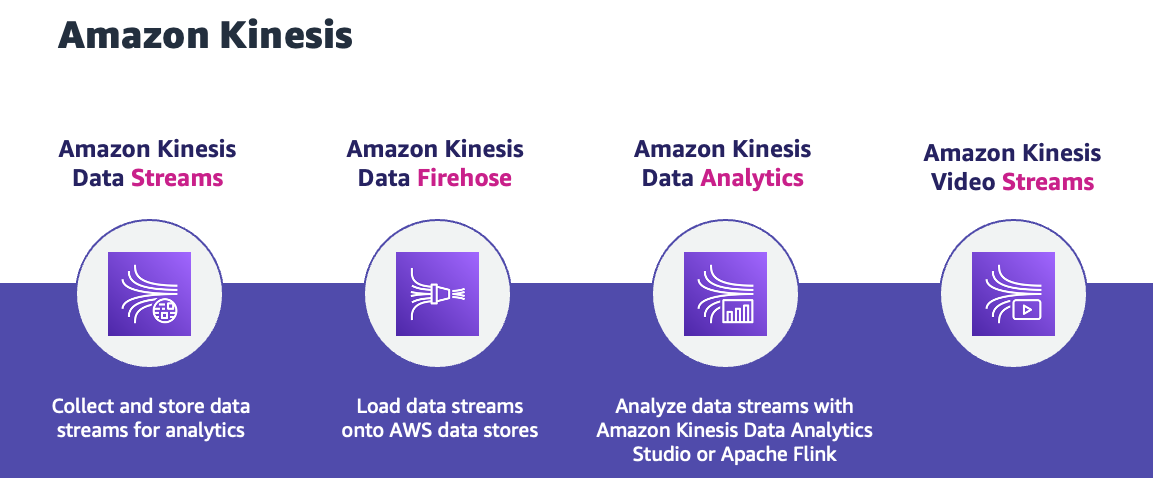 Amazon Kinesis
Amazon Kinesis
Data Streams
Amazon Kinesis
Data Firehose
Amazon Kinesis
Data Analytics
Amazon Kinesis
Video Streams
Collect and store data
streams for analytics
Load data streams
onto AWS data stores
Analyze data streams with
Amazon Kinesis Data Analytics
Studio or Apache Flink